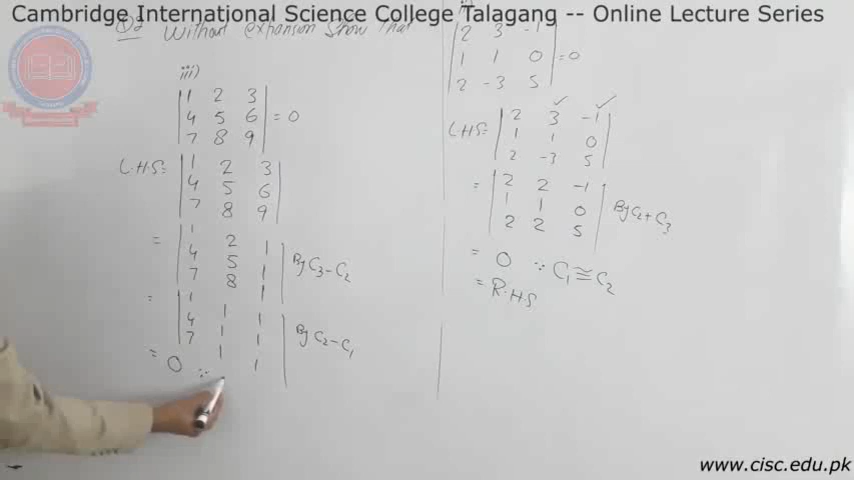 Cambridge International Science College Talagang -- Online Lecture Series
Q 2 Without expansion Show that
iii)
| 1 2 3 |
| 4 5 6 | = 0
| 7 8 9 |
L.H.S = | 1 2 3 |
| 4 5 6 |
| 7 8 9 |
= | 1 2 1 |
| 4 5 1 | By C₃ - C₂
| 7 8 1 |
= | 1 1 1 |
| 4 1 1 | By C₂ - C₁
| 7 1 1 |
= 0 ∵
| 2 3 -1 |
| 1 1 0 | = 0
| 2 -3 5 |
L.H.S = | 2 3 -1 |
| 1 1 0 |
| 2 -3 5 |
= | 2 2 -1 |
| 1 1 0 | By C₂ + C₃
| 2 2 5 |
= 0 ∵ C₁ ≅ C₂
= R.H.S
www.cisc.edu.pk